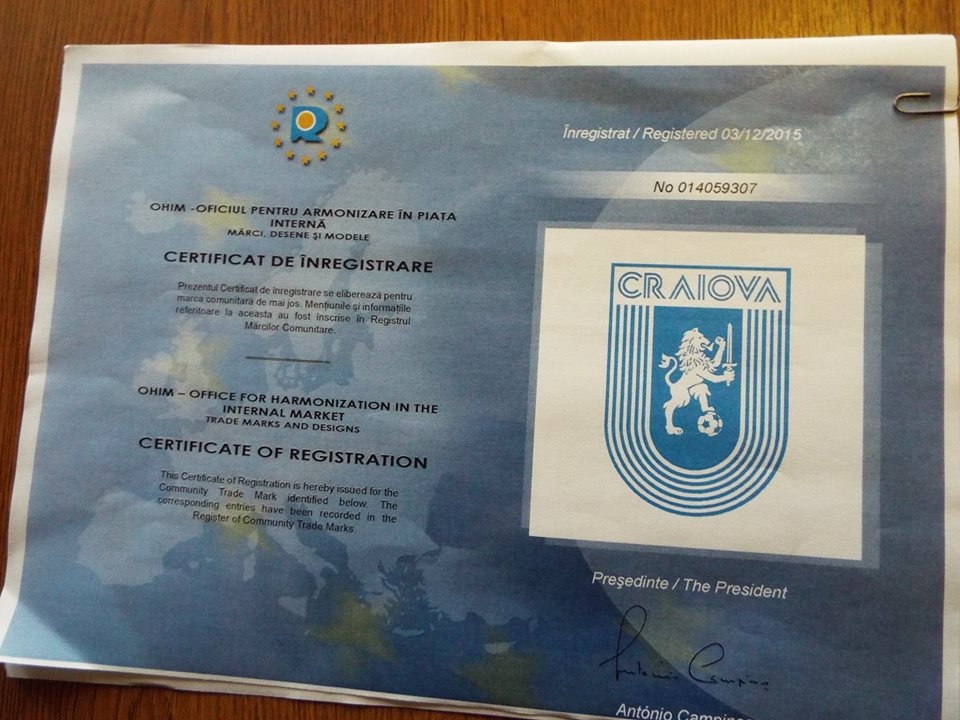 OHIM -OFICIUL PENTRU ARMONIZARE ÎN PIAȚA
INTERNĂ
MĂRCI, DESENE ȘI MODELE
CERTIFICAT DE ÎNREGISTRARE
Prezentul Certificat de înregistrare se eliberează pentru
marca comunitară de mai jos. Mențiunile și informațiile
referitoare la aceasta au fost înscrise în Registrul
Mărcilor Comunitare.
OHIM – OFFICE FOR HARMONIZATION IN THE
INTERNAL MARKET
TRADE MARKS AND DESIGNS
CERTIFICATE OF REGISTRATION
This Certificate of Registration is hereby issued for the
Community Trade Mark identified below. The
corresponding entries have been recorded in the
Register of Community Trade Marks.
Înregistrat / Registered 03/12/2015
No 014059307
CRAIOVA
Președinte / The President
António Campinos